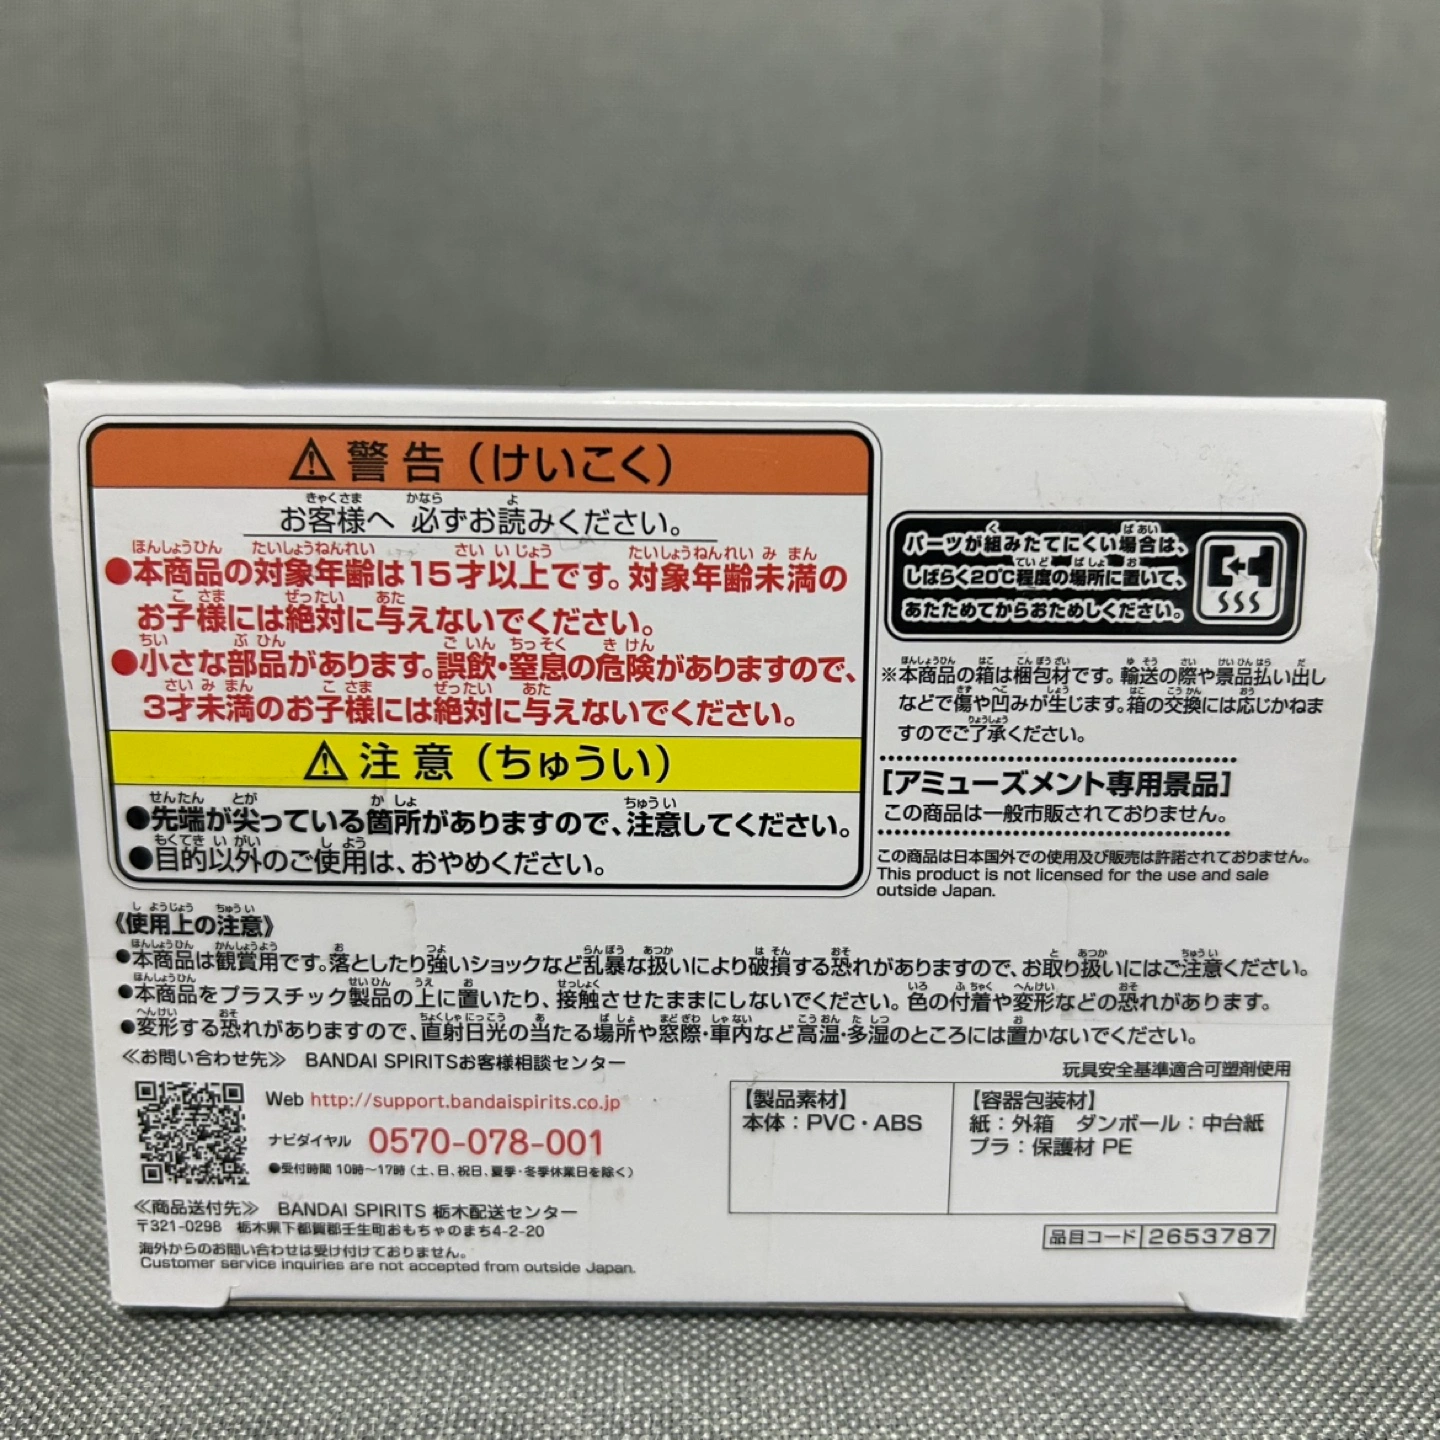 ⚠警告（けいこく）
お客様へ 必ずお読みください。
●本商品の対象年齢は15才以上です。対象年齢未満の
お子様には絶対に与えないでください。
●小さな部品があります。誤飲・窒息の危険がありますので、
3才未満のお子様には絶対に与えないでください。
⚠注意（ちゅうい）
●先端が尖っている箇所がありますので、注意してください。
●目的以外のご使用は、おやめください。
パーツが組みたてにくい場合は、
しばらく20℃程度の場所に置いて、
あたためてからおためしください。
※本商品の箱は梱包材です。輸送の際や景品払い出し
などで傷や凹みが生じます。箱の交換には応じかねま
すのでご了承ください。
［アミューズメント専用景品］
この商品は一般市販されておりません。
この商品は日本国外での使用及び販売は許諾されておりません。
This product is not licensed for the use and sale
outside Japan.
《使用上の注意》
●本商品は観賞用です。落としたり強いショックなど乱暴な扱いにより破損する恐れがありますので、お取り扱いにはご注意ください。
●本商品をプラスチック製品の上に置いたり、接触させたままにしないでください。色の付着や変形などの恐れがあります。
●変形する恐れがありますので、直射日光の当たる場所や窓際・車内など高温・多湿のところには置かないでください。
≪お問い合わせ先≫ BANDAI SPIRITSお客様相談センター
Web http://support.bandaispirits.co.jp
ナビダイヤル 0570-078-001
●受付時間 10時～17時（土、日、祝日、夏季・冬季休業日を除く）
≪商品送付先≫ BANDAI SPIRITS 栃木配送センター
〒321-0298 栃木県下都賀郡壬生町おもちゃのまち4-2-20
海外からのお問い合わせは受け付けておりません。
Customer service inquiries are not accepted from outside Japan.
玩具安全基準適合可塑剤使用
【製品素材】
本体：PVC・ABS
【容器包装材】
紙：外箱 ダンボール：中台紙
プラ：保護材 PE
品目コード 2653787